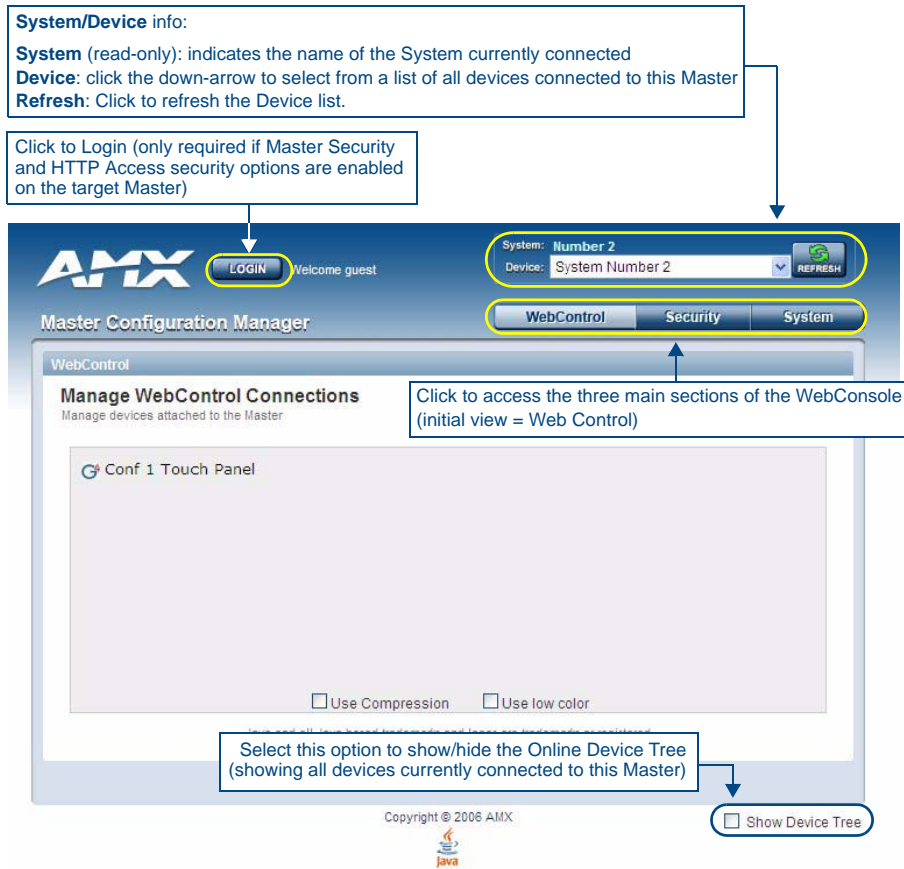 System/Device info:
System (read-only): indicates the name of the System currently connected
Device: click the down-arrow to select from a list of all devices connected to this Master
Refresh: Click to refresh the Device list.
Click to Login (only required if Master Security
and HTTP Access security options are enabled
on the target Master)
AMX
LOGIN
Welcome guest
System: Number 2
Device: System Number 2
REFRESH
Master Configuration Manager
WebControl
Security
System
WebControl
Manage WebControl Connections
Manage devices attached to the Master
Click to access the three main sections of the WebConsole
(initial view = Web Control)
Conf 1 Touch Panel
Use Compression
Use low color
Select this option to show/hide the Online Device Tree
(showing all devices currently connected to this Master)
Copyright © 2006 AMX
Show Device Tree
Java